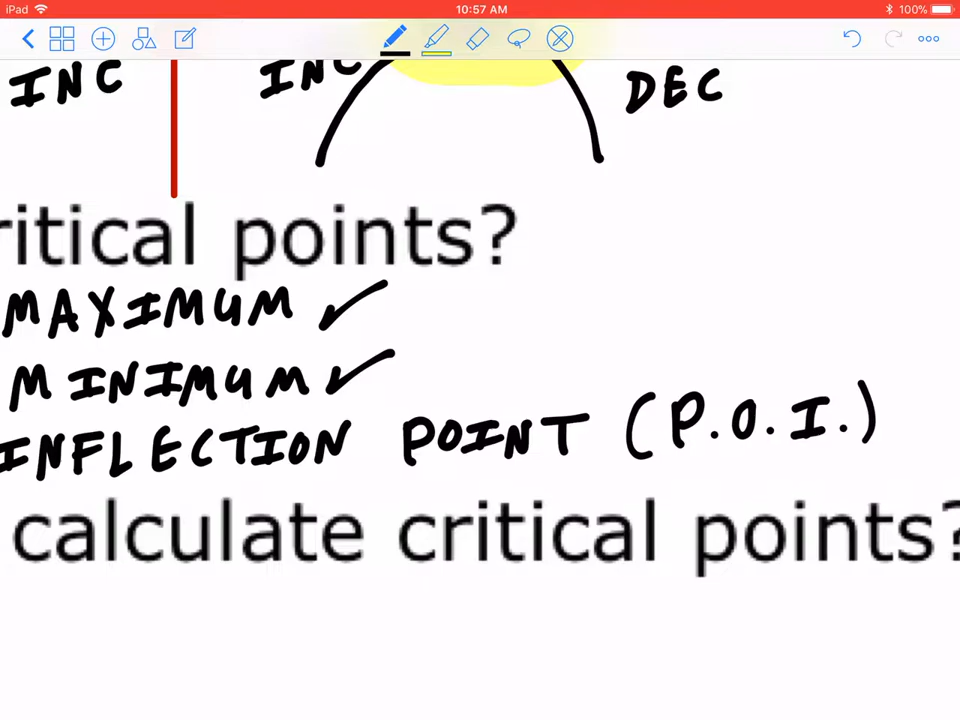 iPad 10:57 AM 100%
INC INC DEC
ritical points?
MAXIMUM ✓
MINIMUM ✓
INFLECTION POINT (P.O.I.)
calculate critical points?